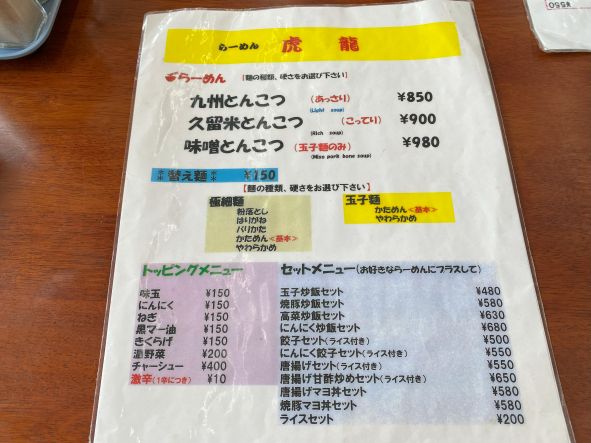 らーめん 虎龍
らーめん 【麺の種類、硬さをお選び下さい】
九州とんこつ (あっさり) ¥850
(Light soup)
久留米とんこつ (こってり) ¥900
(Rich soup)
味噌とんこつ (玉子麺のみ) ¥980
(Miso pork bone soup)
替え麺 ¥150
【麺の種類、硬さをお選び下さい】
極細麺
粉落とし
はりがね
バリかた
かためん<基本>
やわらかめ
玉子麺
かためん<基本>
やわらかめ
トッピングメニュー
味玉 ¥150
にんにく ¥150
ねぎ ¥150
黒マー油 ¥150
きくらげ ¥150
温野菜 ¥200
チャーシュー ¥400
激辛(1辛につき) ¥10
セットメニュー(お好きならーめんにプラスして)
玉子炒飯セット ¥480
焼豚炒飯セット ¥580
高菜炒飯セット ¥630
にんにく炒飯セット ¥680
餃子セット(ライス付き) ¥500
にんにく餃子セット(ライス付き) ¥550
唐揚げセット(ライス付き) ¥550
唐揚げ甘酢炒めセット(ライス付き) ¥650
唐揚げマヨ丼セット ¥580
焼豚マヨ丼セット ¥580
ライスセット ¥200
¥550